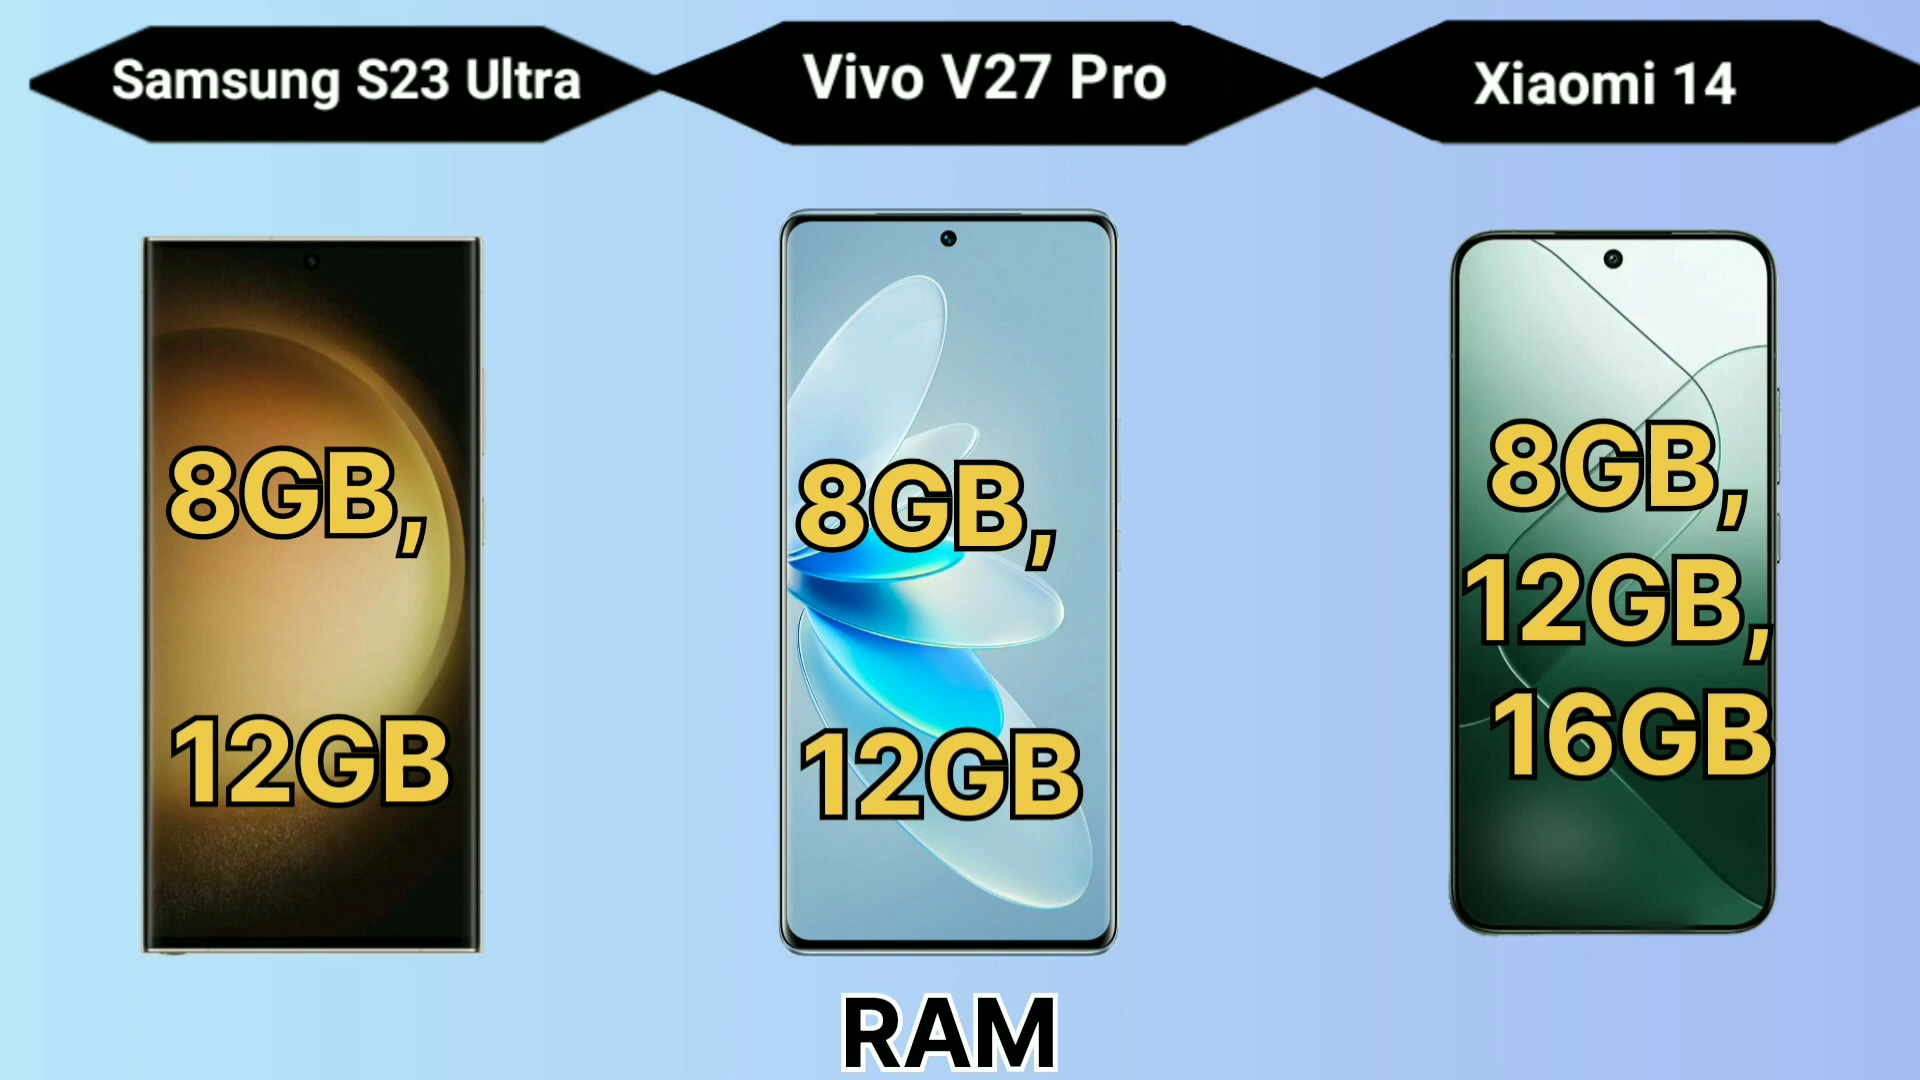 Samsung S23 Ultra
Vivo V27 Pro
Xiaomi 14
8GB,
12GB
8GB,
12GB
8GB,
12GB,
16GB
RAM